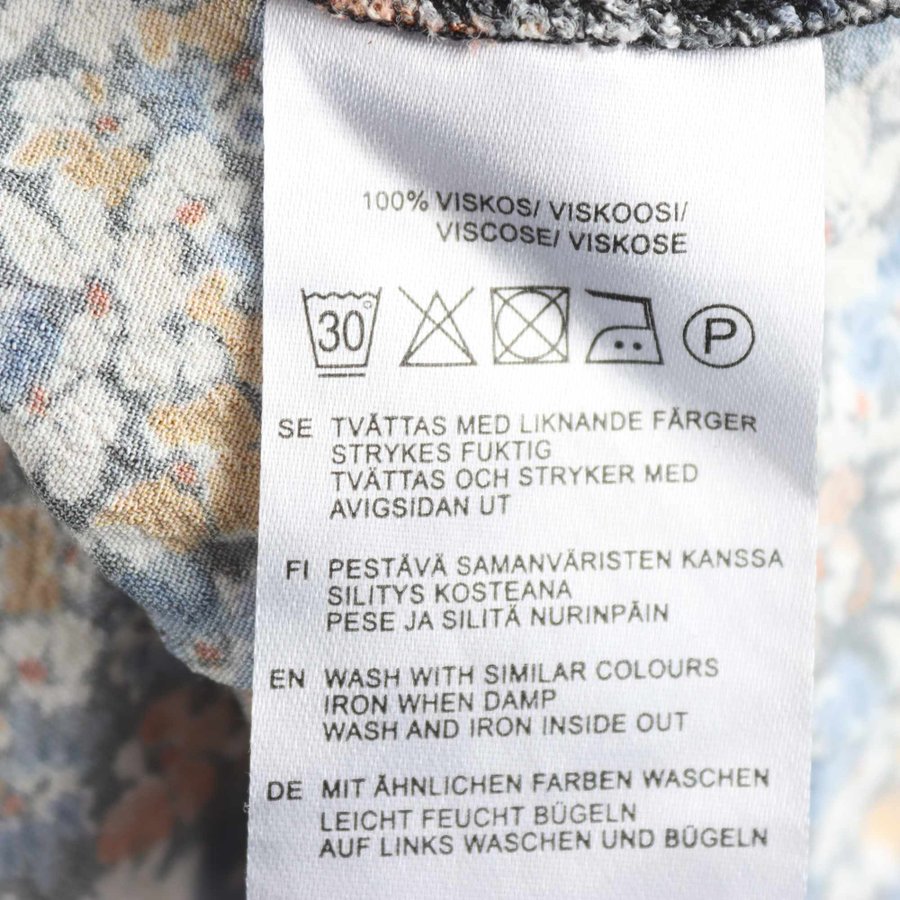 100% VISKOS/ VISKOOSI/
VISCOSE/ VISKOSE
30 P
SE TVÄTTAS MED LIKNANDE FÄRGER
STRYKES FUKTIG
TVÄTTAS OCH STRYKER MED
AVIGSIDAN UT
FI PESTÄVÄ SAMANVÄRISTEN KANSSA
SILITYS KOSTEANA
PESE JA SILITÄ NURINPÄIN
EN WASH WITH SIMILAR COLOURS
IRON WHEN DAMP
WASH AND IRON INSIDE OUT
DE MIT ÄHNLICHEN FARBEN WASCHEN
LEICHT FEUCHT BÜGELN
AUF LINKS WASCHEN UND BÜGELN